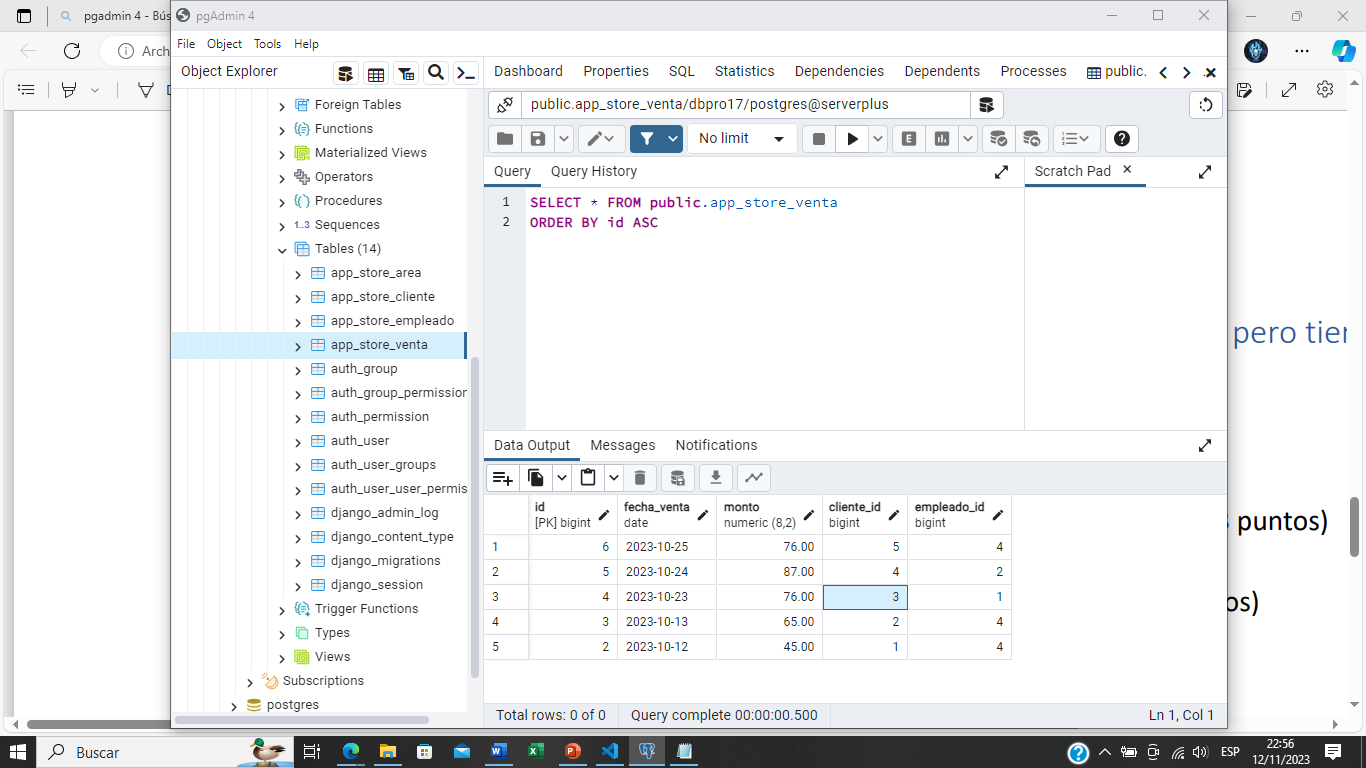 pgadmin 4 - Bús
pgAdmin 4
Arch
File Object Tools Help
Object Explorer
Dashboard Properties SQL Statistics Dependencies Dependents Processes public.
public.app_store_venta/dbpro17/postgres@serverplus
No limit
E
Query Query History
Scratch Pad
1 SELECT * FROM public.app_store_venta
2 ORDER BY id ASC
Foreign Tables
Functions
Materialized Views
Operators
Procedures
1..3 Sequences
Tables (14)
app_store_area
app_store_cliente
app_store_empleado
app_store_venta
auth_group
auth_group_permission
auth_permission
auth_user
auth_user_groups
auth_user_user_permis
django_admin_log
django_content_type
django_migrations
django_session
Trigger Functions
Types
Views
Subscriptions
postgres
Data Output Messages Notifications
id fecha_venta monto cliente_id empleado_id
[PK] bigint date numeric (8,2) bigint bigint
1 6 2023-10-25 76.00 5 4
2 5 2023-10-24 87.00 4 2
3 4 2023-10-23 76.00 3 1
4 3 2023-10-13 65.00 2 4
5 2 2023-10-12 45.00 1 4
Total rows: 0 of 0 Query complete 00:00:00.500 Ln 1, Col 1
pero tier
puntos)
os)
Buscar
ESP
22:56
12/11/2023